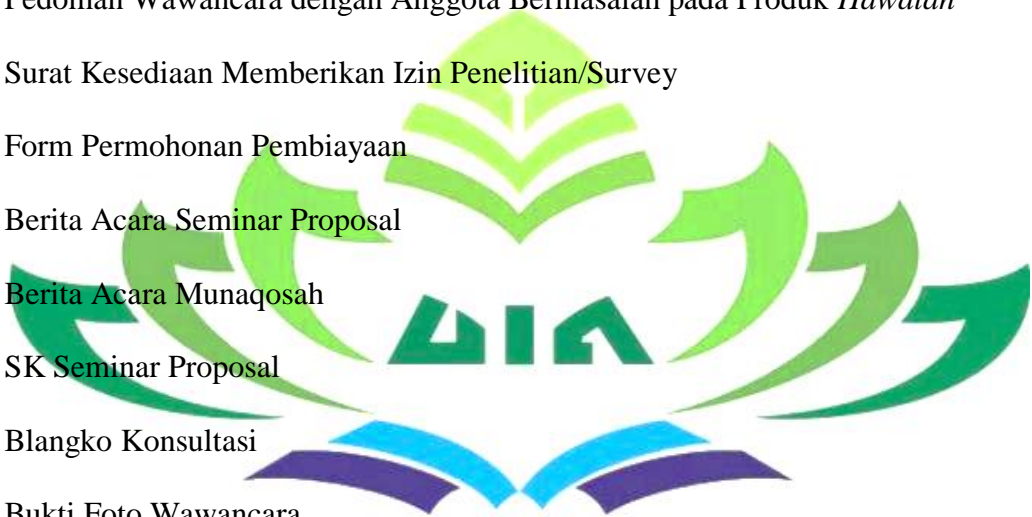 Pedoman Wawancara dengan Anggota Bermasalah pada Produk Hawalah
Surat Kesediaan Memberikan Izin Penelitian/Survey
Form Permohonan Pembiayaan
Berita Acara Seminar Proposal
Berita Acara Munaqosah
UIN
SK Seminar Proposal
Blangko Konsultasi
Bukti Foto Wawancara